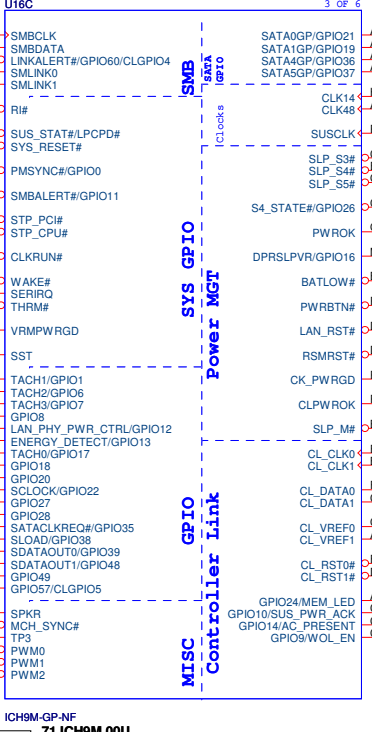 U16C
3 OF 6
SMBCLK
SMBDATA
LINKALERT#/GPIO60/CLGPIO4
SMLINK0
SMLINK1
RI#
SUS_STAT#/LPCPD#
SYS_RESET#
PMSYNC#/GPIO0
SMBALERT#/GPIO11
STP_PCI#
STP_CPU#
CLKRUN#
WAKE#
SERIRQ
THRM#
VRMPWRGD
SST
TACH1/GPIO1
TACH2/GPIO6
TACH3/GPIO7
GPIO8
LAN_PHY_PWR_CTRL/GPIO12
ENERGY_DETECT/GPIO13
TACH0/GPIO17
GPIO18
GPIO20
SCLOCK/GPIO22
GPIO27
GPIO28
SATACLKREQ#/GPIO35
SLOAD/GPIO38
SDATAOUT0/GPIO39
SDATAOUT1/GPIO48
GPIO49
GPIO57/CLGPIO5
SPKR
MCH_SYNC#
TP3
PWM0
PWM1
PWM2
SMB
SYS GPIO
GPIO
MISC
SATA
GPIO
Clocks
Power MGT
Controller Link
SATA0GP/GPIO21
SATA1GP/GPIO19
SATA4GP/GPIO36
SATA5GP/GPIO37
CLK14
CLK48
SUSCLK
SLP_S3#
SLP_S4#
SLP_S5#
S4_STATE#/GPIO26
PWROK
DPRSLPVR/GPIO16
BATLOW#
PWRBTN#
LAN_RST#
RSMRST#
CK_PWRGD
CLPWROK
SLP_M#
CL_CLK0
CL_CLK1
CL_DATA0
CL_DATA1
CL_VREF0
CL_VREF1
CL_RST0#
CL_RST1#
GPIO24/MEM_LED
GPIO10/SUS_PWR_ACK
GPIO14/AC_PRESENT
GPIO9/WOL_EN
ICH9M-GP-NF
71.ICH9M.00U